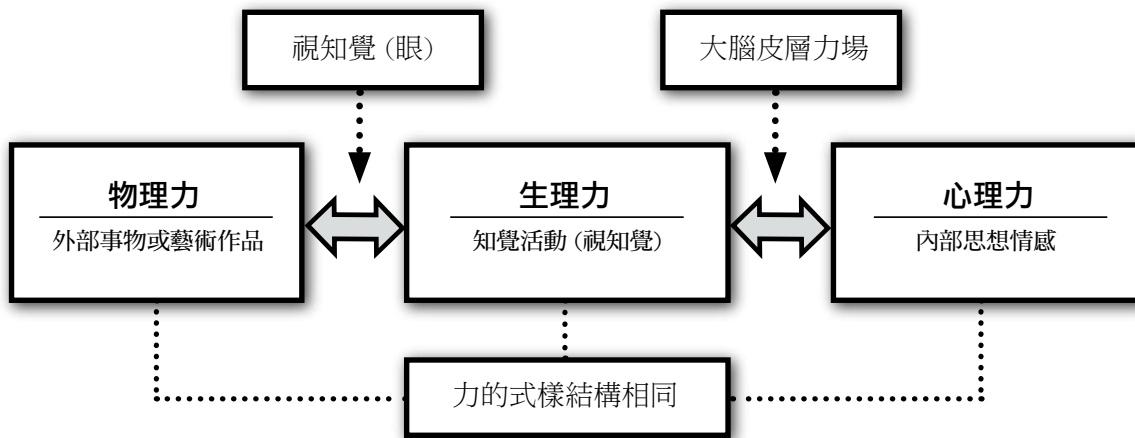 視知覺 (眼)
大腦皮層力場
物理力
外部事物或藝術作品
生理力
知覺活動 (視知覺)
心理力
內部思想情感
力的式樣結構相同